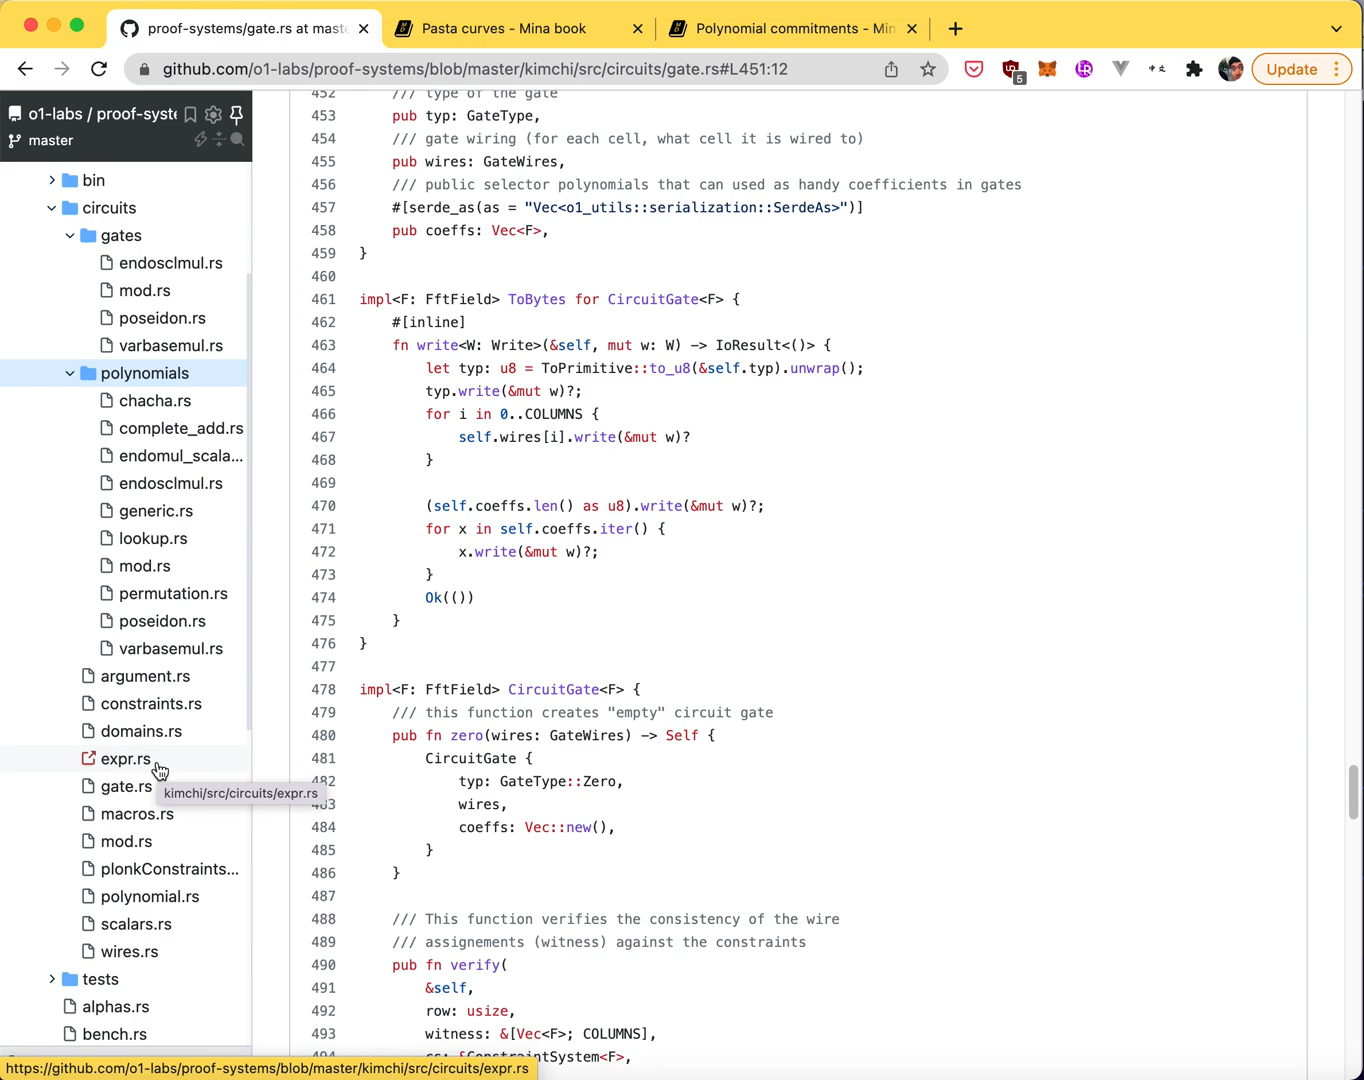 proof-systems/gate.rs at mast
Pasta curves - Mina book
Polynomial commitments - Min
github.com/o1-labs/proof-systems/blob/master/kimchi/src/circuits/gate.rs#L451:12
5
Update
o1-labs / proof-syste
master
bin
circuits
gates
endosclmul.rs
mod.rs
poseidon.rs
varbasemul.rs
polynomials
chacha.rs
complete_add.rs
endomul_scala...
endosclmul.rs
generic.rs
lookup.rs
mod.rs
permutation.rs
poseidon.rs
varbasemul.rs
argument.rs
constraints.rs
domains.rs
expr.rs
gate.rs
kimchi/src/circuits/expr.rs
macros.rs
mod.rs
plonkConstraints...
polynomial.rs
scalars.rs
wires.rs
tests
alphas.rs
bench.rs
https://github.com/o1-labs/proof-systems/blob/master/kimchi/src/circuits/expr.rs
452 /// type of the gate
453 pub typ: GateType,
454 /// gate wiring (for each cell, what cell it is wired to)
455 pub wires: GateWires,
456 /// public selector polynomials that can used as handy coefficients in gates
457 #[serde_as(as = "Vec<o1_utils::serialization::SerdeAs>")]
458 pub coeffs: Vec<F>,
459 }
460
461 impl<F: FftField> ToBytes for CircuitGate<F> {
462 #[inline]
463 fn write<W: Write>(&self, mut w: W) -> IoResult<()> {
464 let typ: u8 = ToPrimitive::to_u8(&self.typ).unwrap();
465 typ.write(&mut w)?;
466 for i in 0..COLUMNS {
467 self.wires[i].write(&mut w)?
468 }
469
470 (self.coeffs.len() as u8).write(&mut w)?;
471 for x in self.coeffs.iter() {
472 x.write(&mut w)?;
473 }
474 Ok(())
475 }
476 }
477
478 impl<F: FftField> CircuitGate<F> {
479 /// this function creates "empty" circuit gate
480 pub fn zero(wires: GateWires) -> Self {
481 CircuitGate {
482 typ: GateType::Zero,
483 wires,
484 coeffs: Vec::new(),
485 }
486 }
487
488 /// This function verifies the consistency of the wire
489 /// assignements (witness) against the constraints
490 pub fn verify(
491 &self,
492 row: usize,
493 witness: &[Vec<F>; COLUMNS],
494 cs: &ConstraintSystem<F>,